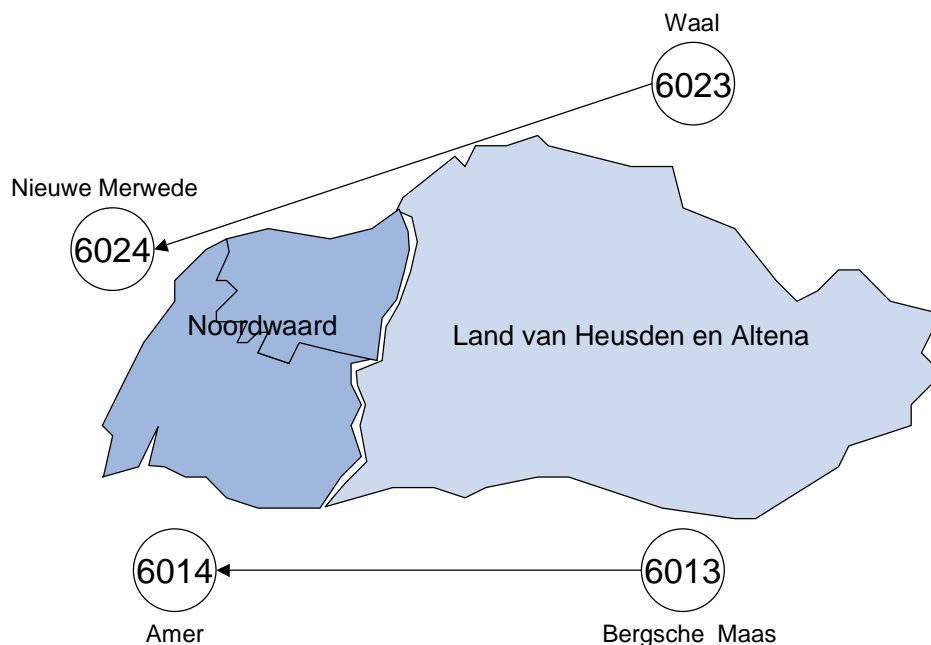 Waal
6023
Nieuwe Merwede
6024
Noordwaard
Land van Heusden en Altena
6014
6013
Amer
Bergsche Maas